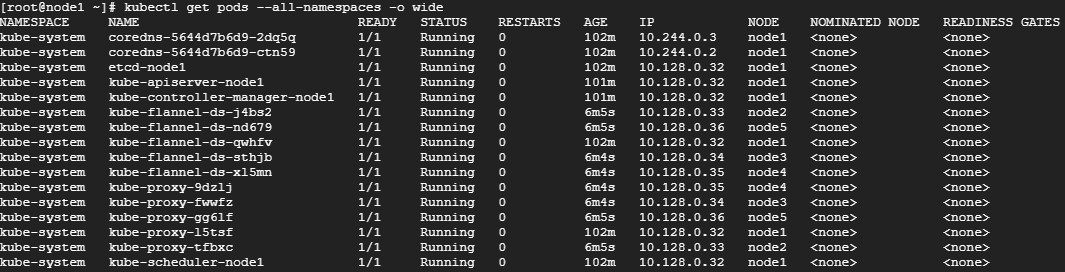 [root@node1 ~]# kubectl get pods --all-namespaces -o wide
NAMESPACE NAME READY STATUS RESTARTS AGE IP NODE NOMINATED NODE READINESS GATES
kube-system coredns-5644d7b6d9-2dq5q 1/1 Running 0 102m 10.244.0.3 node1 <none> <none>
kube-system coredns-5644d7b6d9-ctn59 1/1 Running 0 102m 10.244.0.2 node1 <none> <none>
kube-system etcd-node1 1/1 Running 0 102m 10.128.0.32 node1 <none> <none>
kube-system kube-apiserver-node1 1/1 Running 0 101m 10.128.0.32 node1 <none> <none>
kube-system kube-controller-manager-node1 1/1 Running 0 101m 10.128.0.32 node1 <none> <none>
kube-system kube-flannel-ds-j4bs2 1/1 Running 0 6m5s 10.128.0.33 node2 <none> <none>
kube-system kube-flannel-ds-nd679 1/1 Running 0 6m5s 10.128.0.36 node5 <none> <none>
kube-system kube-flannel-ds-qwhfv 1/1 Running 0 102m 10.128.0.32 node1 <none> <none>
kube-system kube-flannel-ds-sthjb 1/1 Running 0 6m4s 10.128.0.34 node3 <none> <none>
kube-system kube-flannel-ds-xl5mn 1/1 Running 0 6m4s 10.128.0.35 node4 <none> <none>
kube-system kube-proxy-9dzlj 1/1 Running 0 6m4s 10.128.0.35 node4 <none> <none>
kube-system kube-proxy-fwwfz 1/1 Running 0 6m4s 10.128.0.34 node3 <none> <none>
kube-system kube-proxy-gg6lf 1/1 Running 0 6m5s 10.128.0.36 node5 <none> <none>
kube-system kube-proxy-l5tsf 1/1 Running 0 102m 10.128.0.32 node1 <none> <none>
kube-system kube-proxy-tfbxc 1/1 Running 0 6m5s 10.128.0.33 node2 <none> <none>
kube-system kube-scheduler-node1 1/1 Running 0 102m 10.128.0.32 node1 <none> <none>